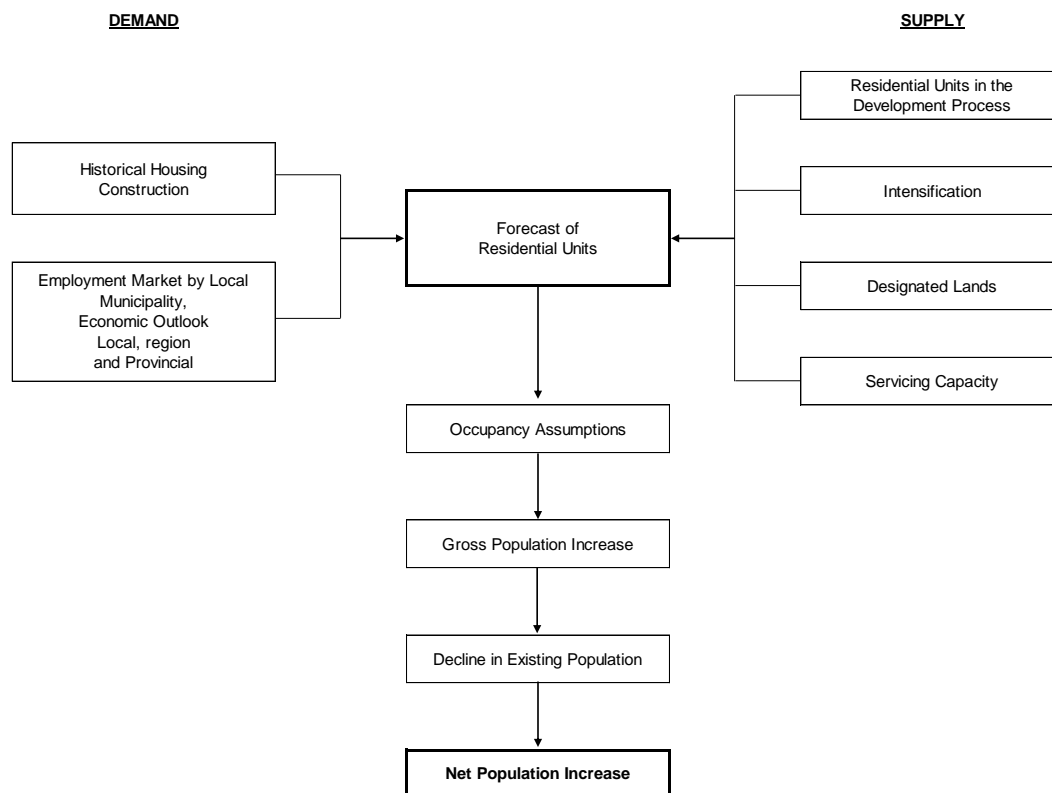 DEMAND
SUPPLY
Residential Units in the
Development Process
Historical Housing
Construction
Intensification
Forecast of
Residential Units
Employment Market by Local
Municipality,
Economic Outlook
Local, region
and Provincial
Designated Lands
Servicing Capacity
Occupancy Assumptions
Gross Population Increase
Decline in Existing Population
Net Population Increase